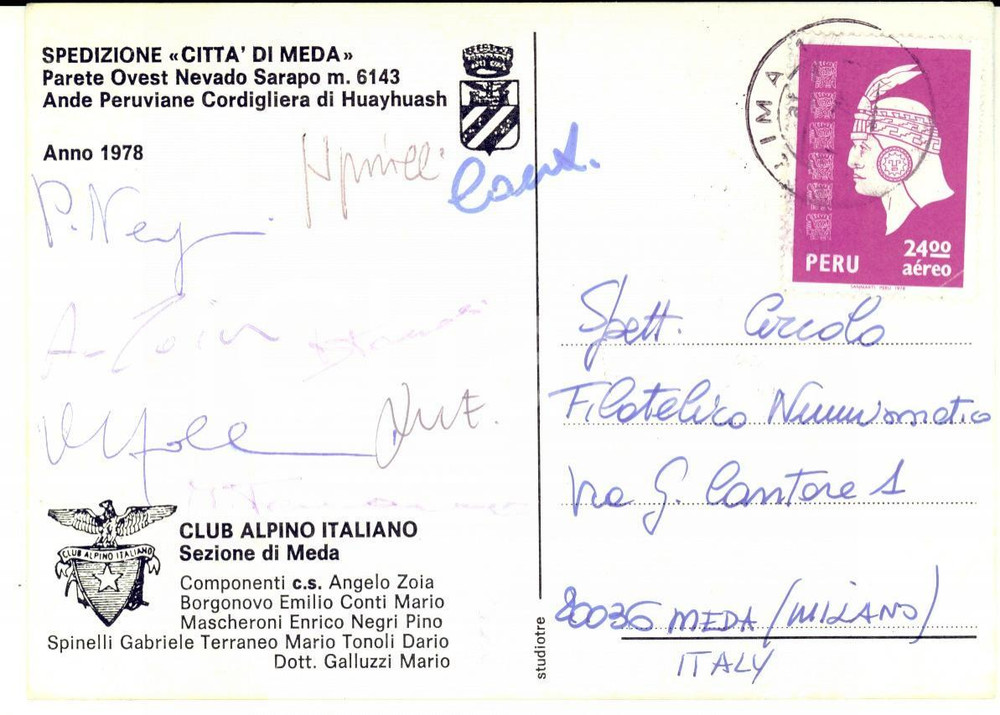 SPEDIZIONE «CITTA' DI MEDA»
Parete Ovest Nevado Sarapo m. 6143
Ande Peruviane Cordigliera di Huayhuash
Anno 1978
P. Neg
A. Zoia
CLUB ALPINO ITALIANO
CLUB ALPINO ITALIANO
Sezione di Meda
Componenti c.s. Angelo Zoia
Borgonovo Emilio Conti Mario
Mascheroni Enrico Negri Pino
Spinelli Gabriele Terraneo Mario Tonoli Dario
Dott. Galluzzi Mario
studiotre
LIMA
PERU
2400
aéreo
Spett. Circolo
Filatelico Numismatico
Via G. Cantore 1
20036 MEDA (MILANO)
ITALY